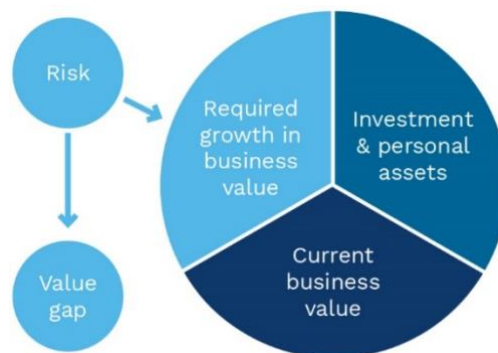 Risk
Required
growth in
business
value
Investment
& personal
assets
Value
gap
Current
business
value